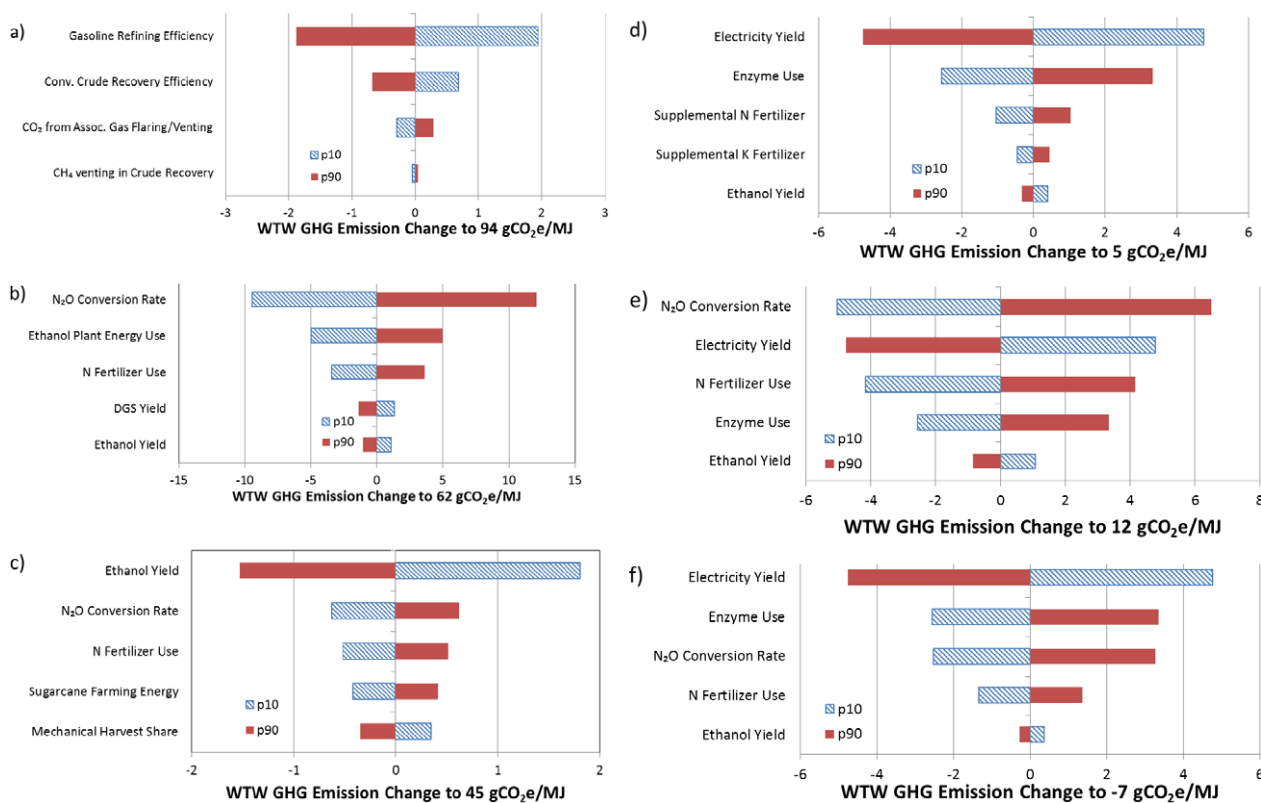 a)
Gasoline Refining Efficiency
Conv. Crude Recovery Efficiency
CO₂ from Assoc. Gas Flaring/Venting
CH₄ venting in Crude Recovery
p10
p90
-3 -2 -1 0 1 2 3
WTW GHG Emission Change to 94 gCO₂e/MJ
b)
N₂O Conversion Rate
Ethanol Plant Energy Use
N Fertilizer Use
DGS Yield
Ethanol Yield
p10
p90
-15 -10 -5 0 5 10 15
WTW GHG Emission Change to 62 gCO₂e/MJ
c)
Ethanol Yield
N₂O Conversion Rate
N Fertilizer Use
Sugarcane Farming Energy
Mechanical Harvest Share
p10
p90
-2 -1 0 1 2
WTW GHG Emission Change to 45 gCO₂e/MJ
d)
Electricity Yield
Enzyme Use
Supplemental N Fertilizer
Supplemental K Fertilizer
Ethanol Yield
p10
p90
-6 -4 -2 0 2 4 6
WTW GHG Emission Change to 5 gCO₂e/MJ
e)
N₂O Conversion Rate
Electricity Yield
N Fertilizer Use
Enzyme Use
Ethanol Yield
p10
p90
-6 -4 -2 0 2 4 6 8
WTW GHG Emission Change to 12 gCO₂e/MJ
f)
Electricity Yield
Enzyme Use
N₂O Conversion Rate
N Fertilizer Use
Ethanol Yield
p10
p90
-6 -4 -2 0 2 4 6
WTW GHG Emission Change to -7 gCO₂e/MJ